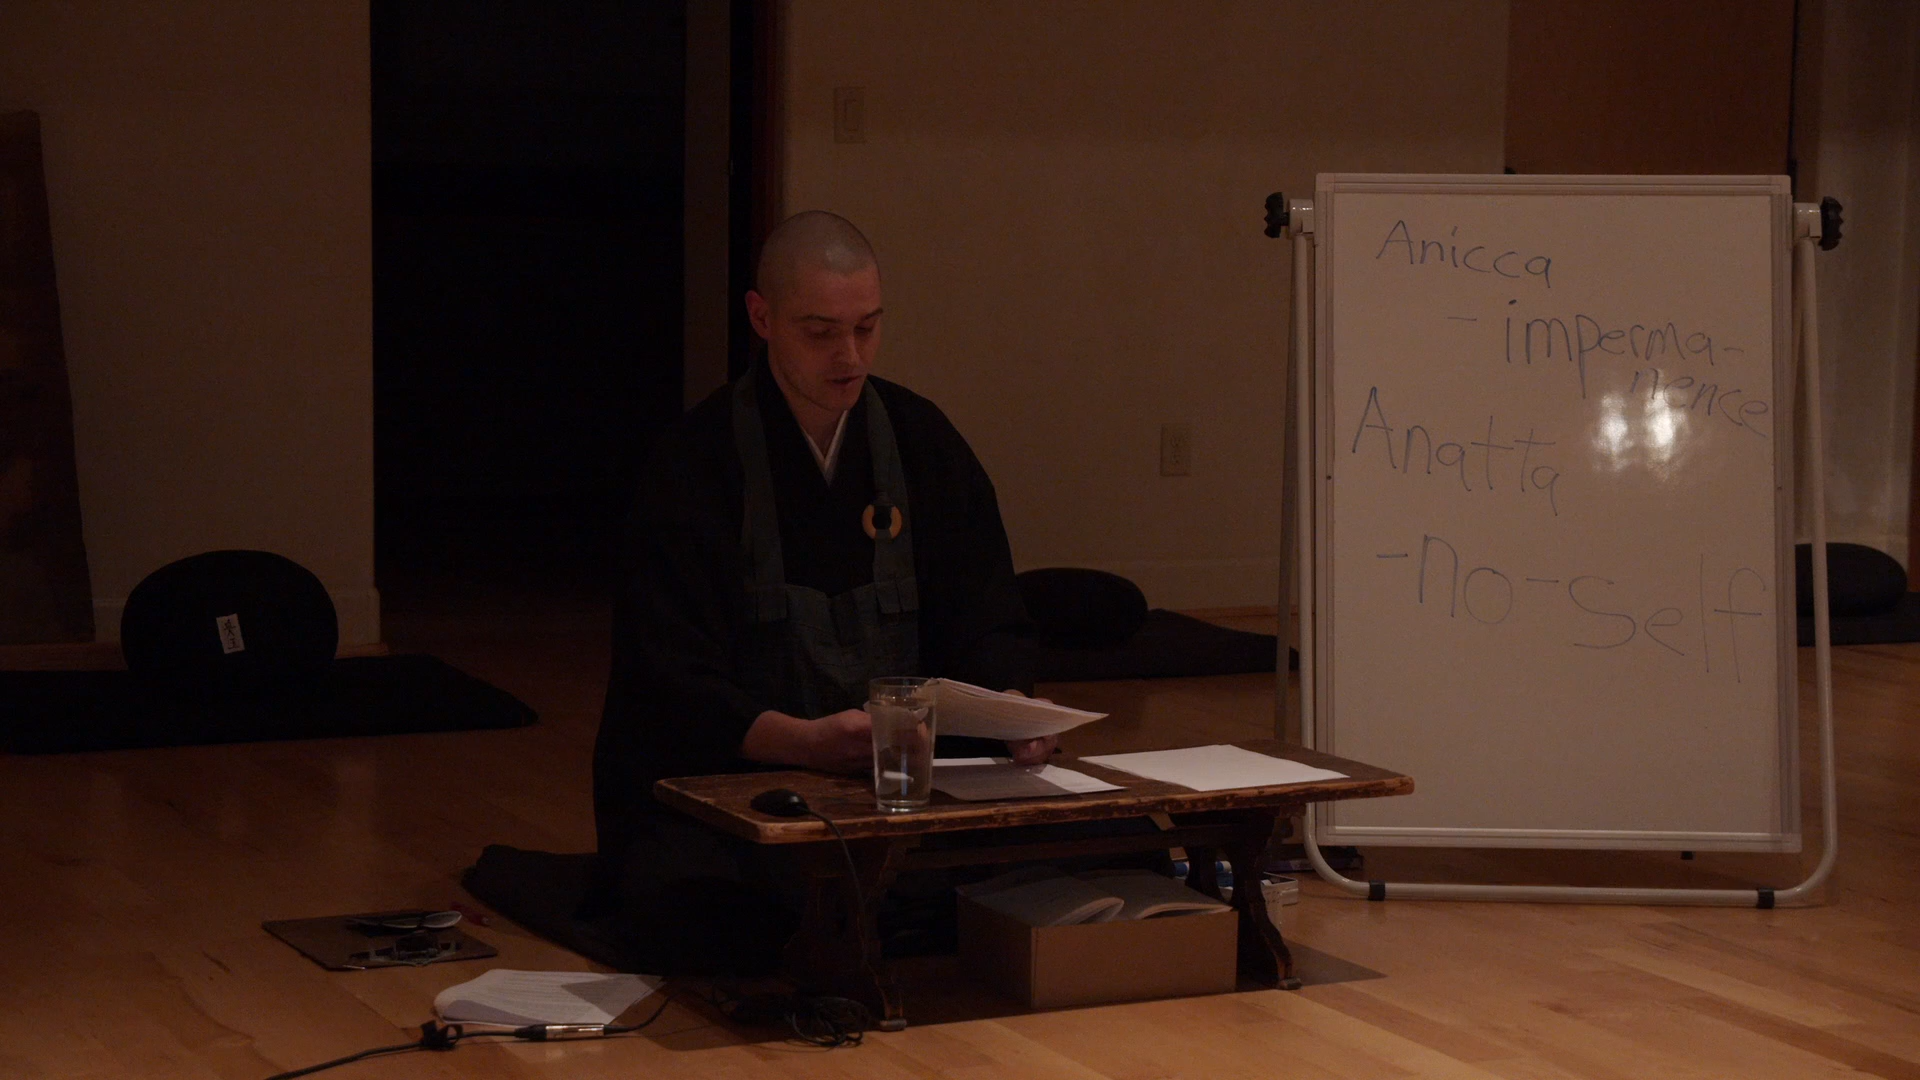 Anicca
- imperma-
nence
Anatta
- no-self